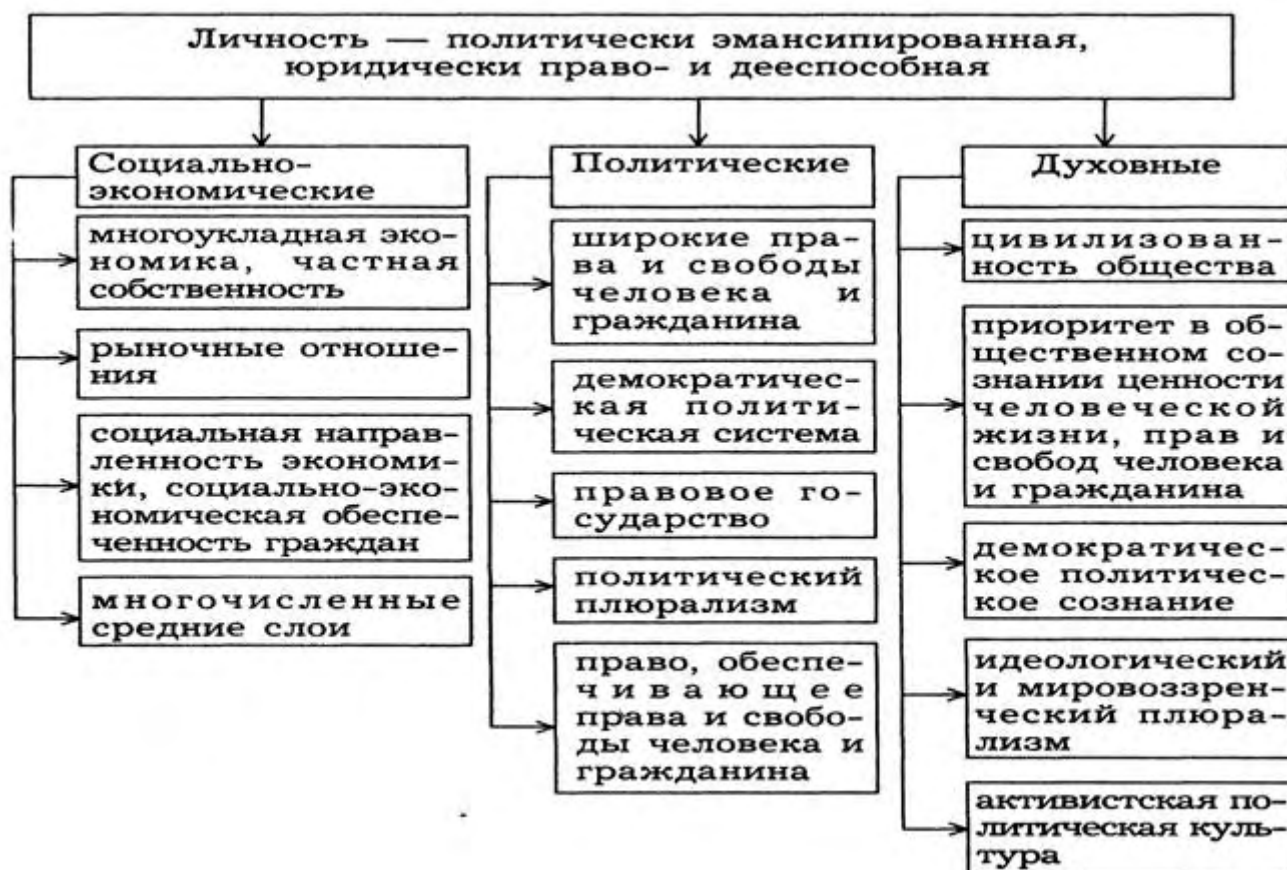 Личность — политически эмансипированная,
юридически право- и дееспособная
Социально-
экономические
многоукладная эко-
номика, частная
собственность
рыночные отноше-
ния
социальная направ-
ленность экономи-
ки, социально-эко-
номическая обеспе-
ченность граждан
многочисленные
средние слои
Политические
широкие пра-
ва и свободы
человека и
гражданина
демократичес-
кая полити-
ческая система
правовое го-
сударство
политический
плюрализм
право, обеспе-
чивающее
права и свобо-
ды человека и
гражданина
Духовные
цивилизован-
ность общества
приоритет в об-
щественном со-
знании ценности
человеческой
жизни, прав и
свобод человека
и гражданина
демократичес-
кое политичес-
кое сознание
идеологический
и мировоззрен-
ческий плюра-
лизм
активистская по-
литическая куль-
тура